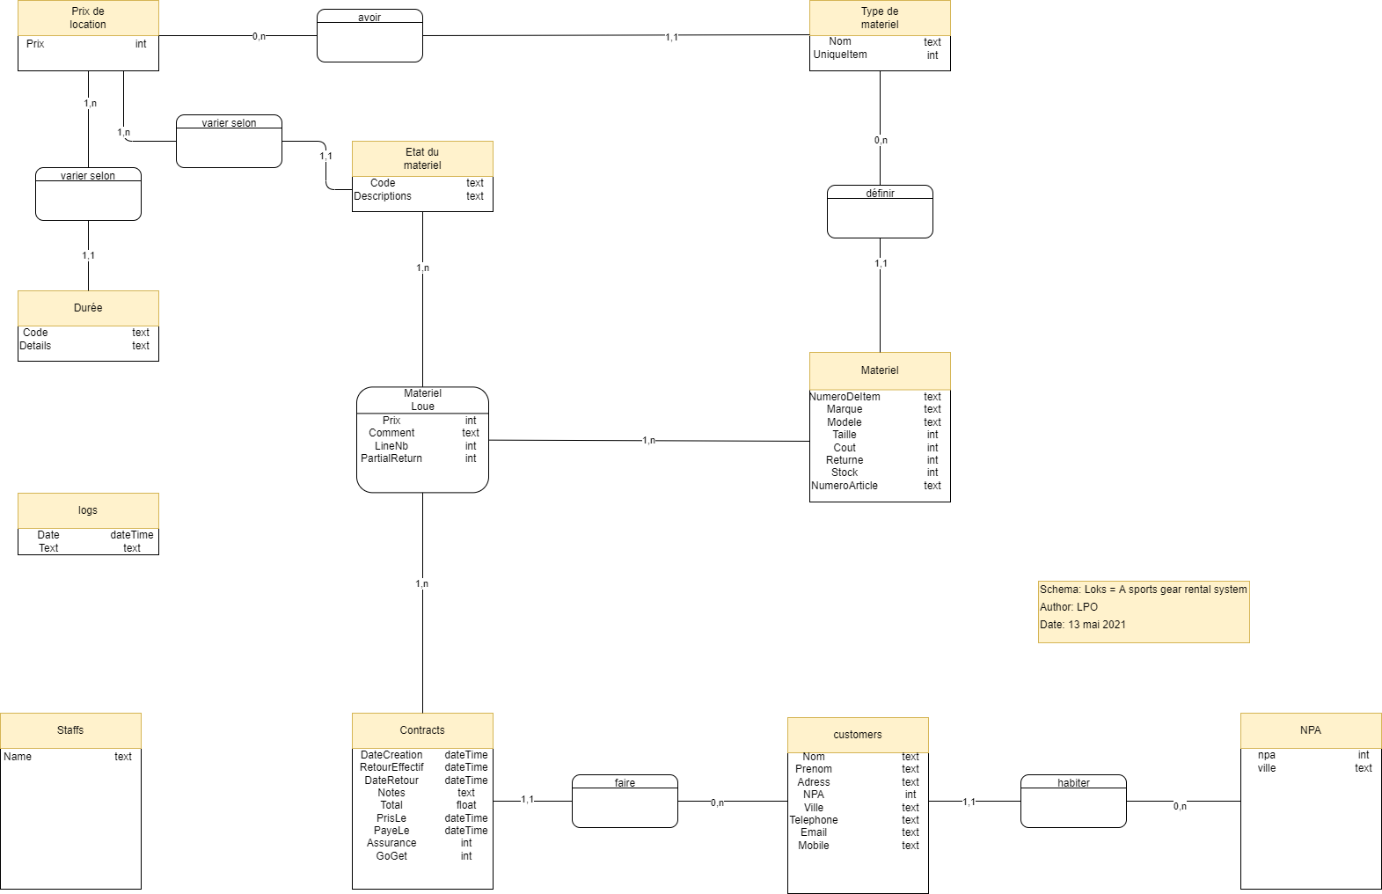 Prix de
location
Prix int
0,n
avoir
1,1
Type de
materiel
Nom text
UniqueItem int
1,n
1,n
varier selon
1,1
Etat du
materiel
Code text
Descriptions text
varier selon
1,1
0,n
définir
1,1
Durée
Code text
Details text
1,n
Materiel
Loue
Prix int
Comment text
LineNb int
PartialReturn int
1,n
Materiel
NumeroDeItem text
Marque text
Modele text
Taille int
Cout int
Returne int
Stock int
NumeroArticle text
logs
Date dateTime
Text text
1,n
Schema: Loks = A sports gear rental system
Author: LPO
Date: 13 mai 2021
Staffs
Name text
Contracts
DateCreation dateTime
RetourEffectif dateTime
DateRetour dateTime
Notes text
Total float
PrisLe dateTime
PayeLe dateTime
Assurance int
GoGet int
1,1
faire
0,n
customers
Nom text
Prenom text
Adress text
NPA int
Ville text
Telephone text
Email text
Mobile text
1,1
habiter
0,n
NPA
npa int
ville text